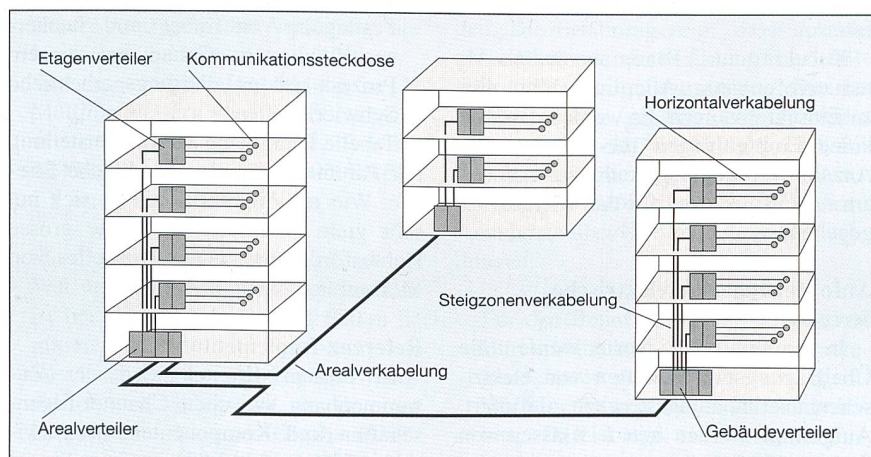 Etagenverteiler
Kommunikationssteckdose
Horizontalverkabelung
Steigzonenverkabelung
Arealverkabelung
Arealverteiler
Gebäudeverteiler